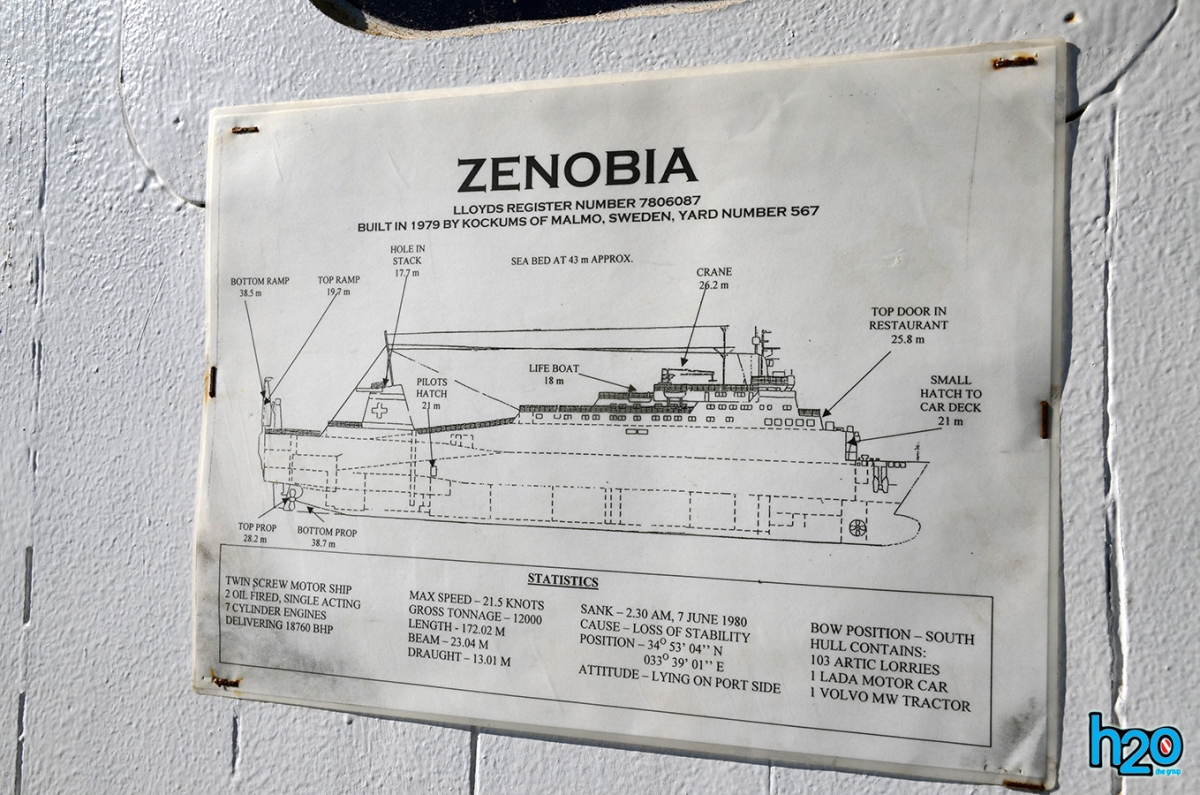 ZENOBIA
LLOYDS REGISTER NUMBER 7806087
BUILT IN 1979 BY KOCKUMS OF MALMO, SWEDEN, YARD NUMBER 567
HOLE IN
STACK
17.7 m
SEA BED AT 43 m APPROX.
BOTTOM RAMP
38.5 m
TOP RAMP
19.7 m
CRANE
26.2 m
TOP DOOR IN
RESTAURANT
25.8 m
LIFE BOAT
18 m
PILOTS
HATCH
21 m
SMALL
HATCH TO
CAR DECK
21 m
TOP PROP
28.2 m
BOTTOM PROP
38.7 m
STATISTICS
TWIN SCREW MOTOR SHIP
2 OIL FIRED, SINGLE ACTING
7 CYLINDER ENGINES
DELIVERING 18760 BHP
MAX SPEED – 21.5 KNOTS
GROSS TONNAGE – 12000
LENGTH - 172.02 M
BEAM – 23.04 M
DRAUGHT – 13.01 M
SANK – 2.30 AM, 7 JUNE 1980
CAUSE – LOSS OF STABILITY
POSITION – 34° 53' 04'' N
033° 39' 01'' E
ATTITUDE – LYING ON PORT SIDE
BOW POSITION – SOUTH
HULL CONTAINS:
103 ARTIC LORRIES
1 LADA MOTOR CAR
1 VOLVO MW TRACTOR
h2o
the group